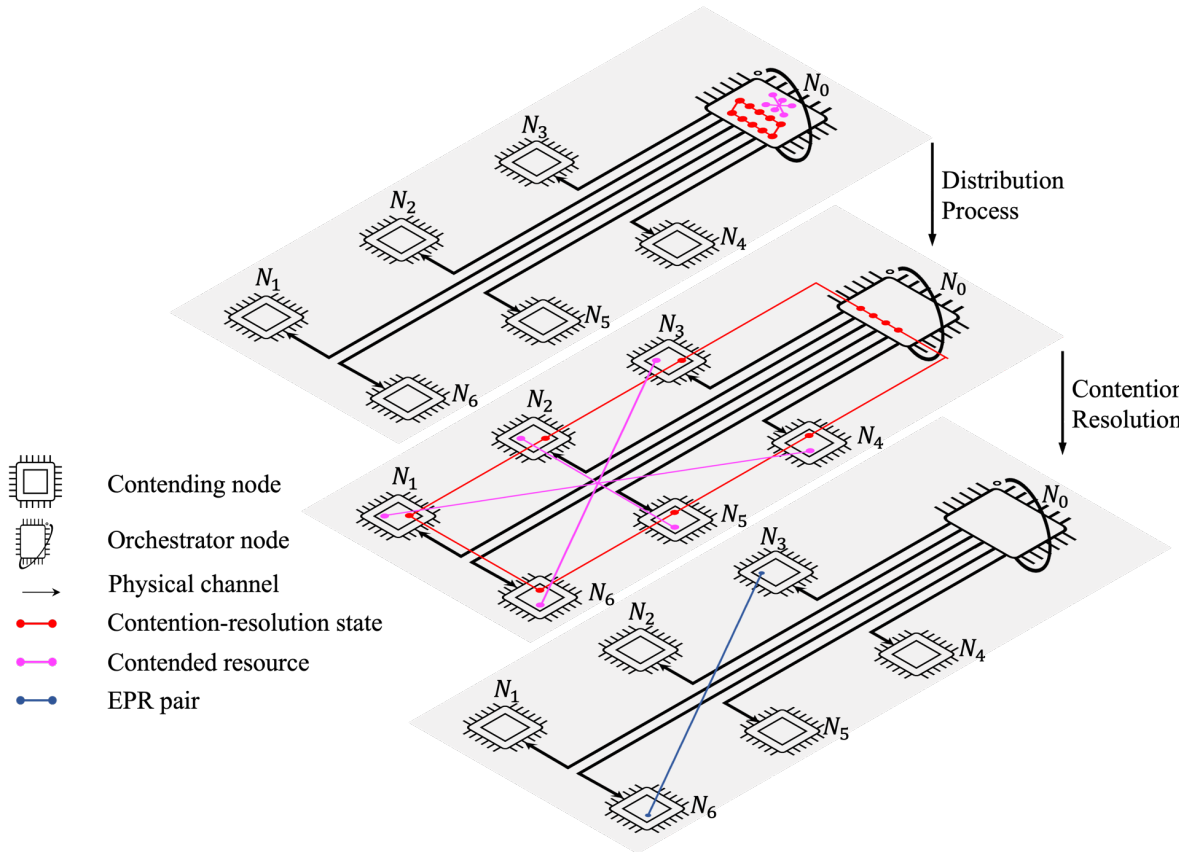 N₀
N₃
Distribution
Process
N₂
N₄
N₁
N₀
N₅
N₃
Contention
Resolution
N₆
N₂
N₄
Contending node
N₁
N₅
N₀
Orchestrator node
N₃
Physical channel
N₆
Contention-resolution state
N₂
N₄
Contended resource
EPR pair
N₁
N₅
N₆